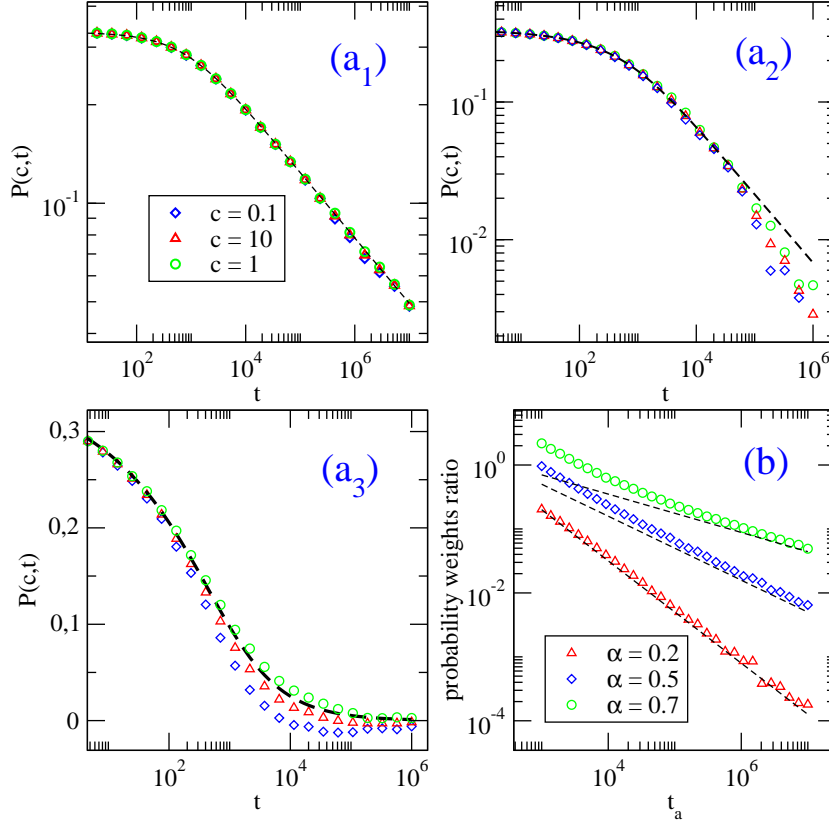 (a1)
P(c,t)
10^-1
c = 0.1
c = 10
c = 1
10^2 10^4 10^6
t
(a2)
P(c,t)
10^-1
10^-2
10^2 10^4 10^6
t
(a3)
P(c,t)
0,3
0,2
0,1
0
10^2 10^4 10^6
t
(b)
probability weights ratio
10^0
10^-2
10^-4
α = 0.2
α = 0.5
α = 0.7
10^4 10^6
t_a